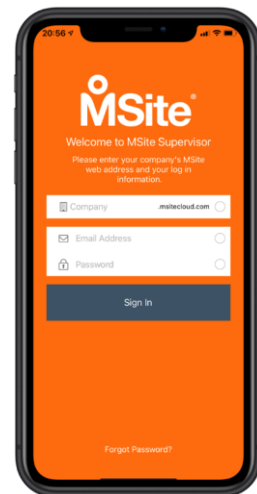 20:56
MSite
Welcome to MSite Supervisor
Please enter your company's MSite
web address and your log in
information.
Company .msitecloud.com
Email Address
Password
Sign In
Forgot Password?